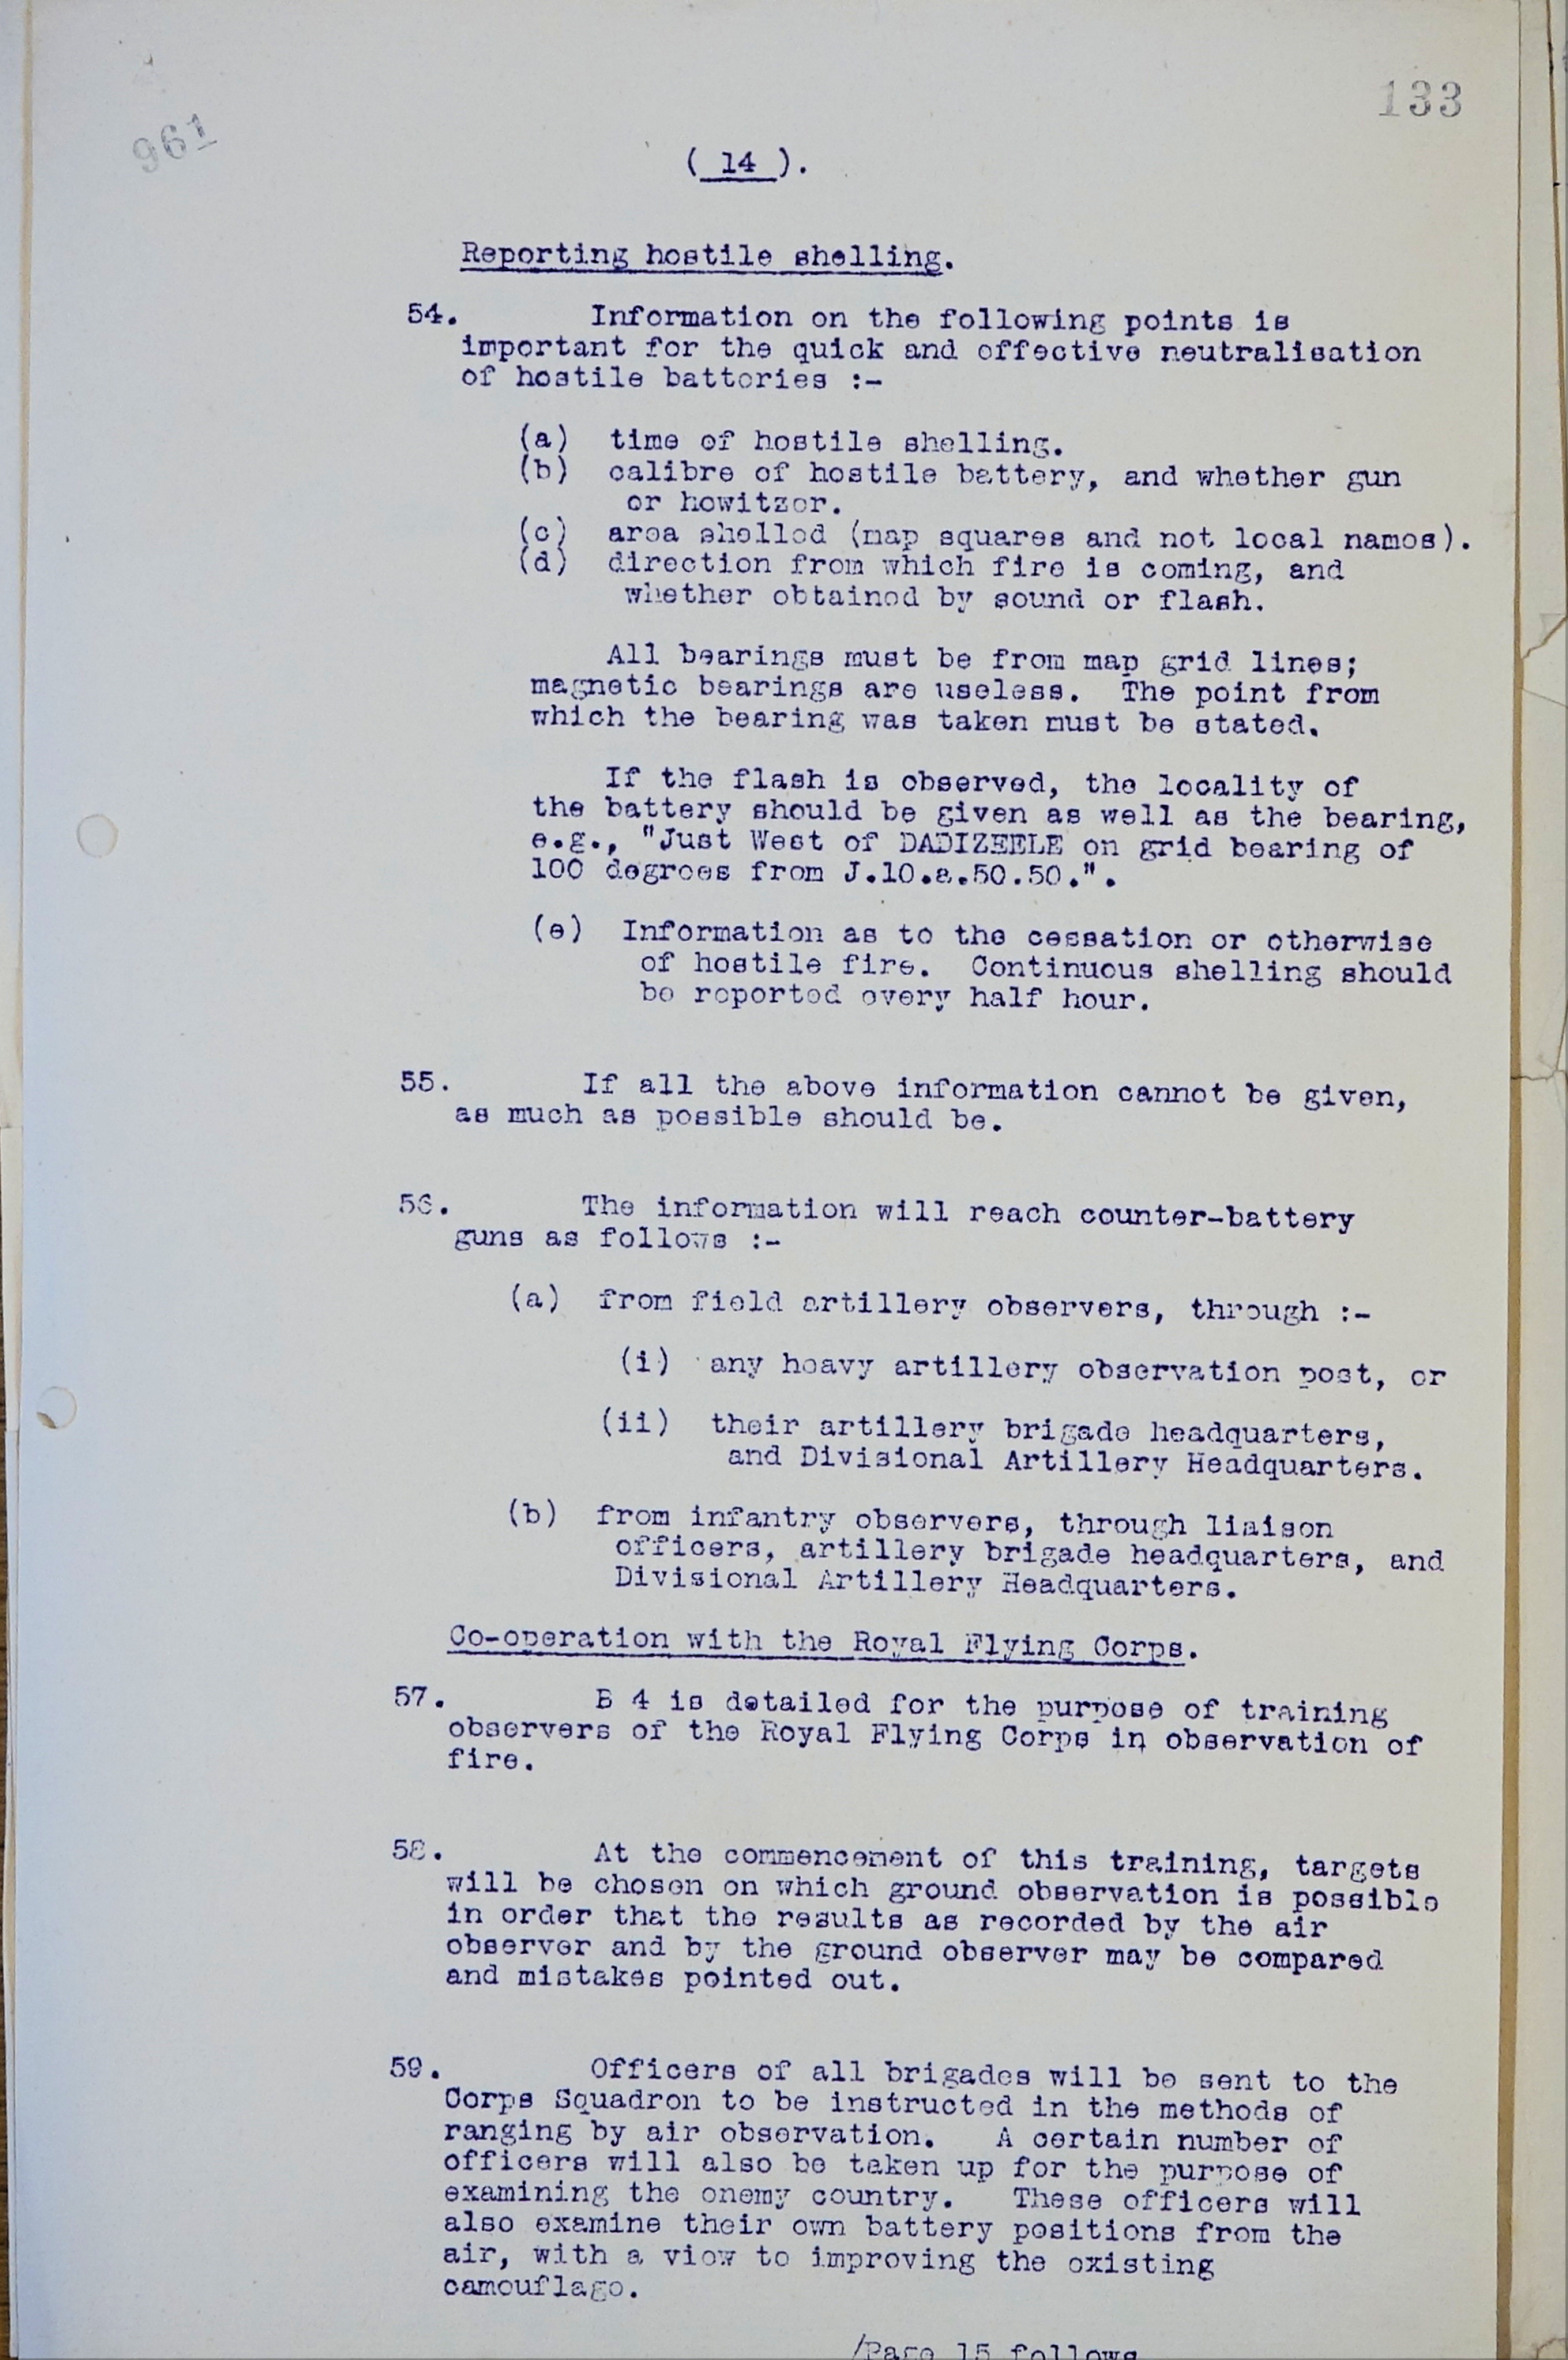 133
961
( 14 ).
Reporting hostile shelling.
54. Information on the following points is
important for the quick and effective neutralisation
of hostile batteries :-
(a) time of hostile shelling.
(b) calibre of hostile battery, and whether gun
or howitzer.
(c) area shelled (map squares and not local names).
(d) direction from which fire is coming, and
whether obtained by sound or flash.
All bearings must be from map grid lines;
magnetic bearings are useless. The point from
which the bearing was taken must be stated.
If the flash is observed, the locality of
the battery should be given as well as the bearing,
e.g., "Just West of DADIZEELE on grid bearing of
100 degrees from J.10.a.50.50.".
(e) Information as to the cessation or otherwise
of hostile fire. Continuous shelling should
be reported every half hour.
55. If all the above information cannot be given,
as much as possible should be.
56. The information will reach counter-battery
guns as follows :-
(a) from field artillery observers, through :-
(i) any heavy artillery observation post, or
(ii) their artillery brigade headquarters,
and Divisional Artillery Headquarters.
(b) from infantry observers, through liaison
officers, artillery brigade headquarters, and
Divisional Artillery Headquarters.
Co-operation with the Royal Flying Corps.
57. B 4 is detailed for the purpose of training
observers of the Royal Flying Corps in observation of
fire.
58. At the commencement of this training, targets
will be chosen on which ground observation is possible
in order that the results as recorded by the air
observer and by the ground observer may be compared
and mistakes pointed out.
59. Officers of all brigades will be sent to the
Corps Squadron to be instructed in the methods of
ranging by air observation. A certain number of
officers will also be taken up for the purpose of
examining the enemy country. These officers will
also examine their own battery positions from the
air, with a view to improving the existing
camouflage.
/Page 15 follows